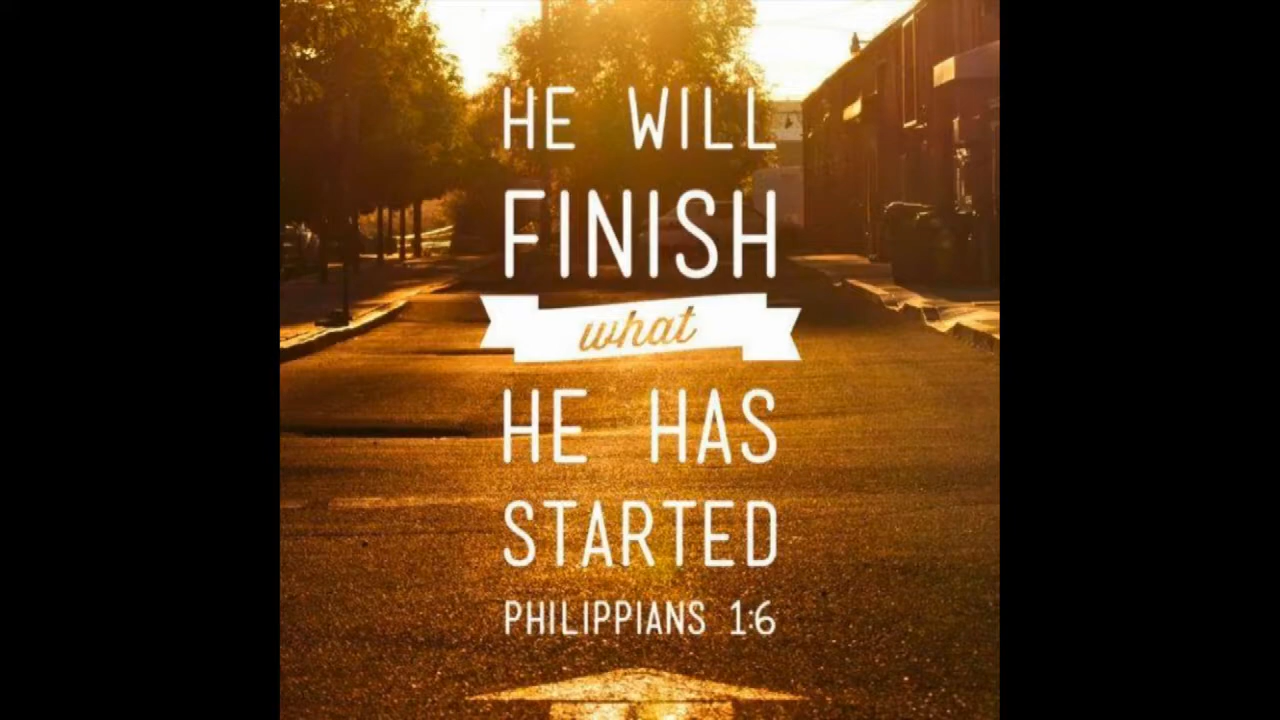 HE WILL
FINISH
what
HE HAS
STARTED
PHILIPPIANS 1:6